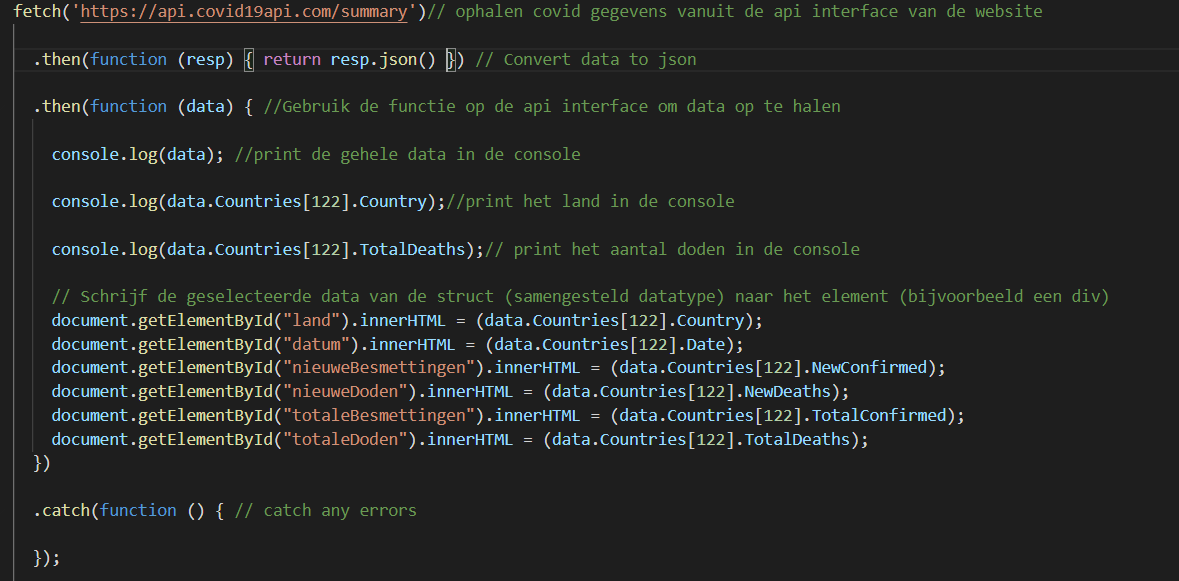 fetch('https://api.covid19api.com/summary')// ophalen covid gegevens vanuit de api interface van de website
.then(function (resp) { return resp.json() }) // Convert data to json
.then(function (data) { //Gebruik de functie op de api interface om data op te halen
console.log(data); //print de gehele data in de console
console.log(data.Countries[122].Country);//print het land in de console
console.log(data.Countries[122].TotalDeaths);// print het aantal doden in de console
// Schrijf de geselecteerde data van de struct (samengesteld datatype) naar het element (bijvoorbeeld een div)
document.getElementById("land").innerHTML = (data.Countries[122].Country);
document.getElementById("datum").innerHTML = (data.Countries[122].Date);
document.getElementById("nieuweBesmettingen").innerHTML = (data.Countries[122].NewConfirmed);
document.getElementById("nieuweDoden").innerHTML = (data.Countries[122].NewDeaths);
document.getElementById("totaleBesmettingen").innerHTML = (data.Countries[122].TotalConfirmed);
document.getElementById("totaleDoden").innerHTML = (data.Countries[122].TotalDeaths);
})
.catch(function () { // catch any errors
});